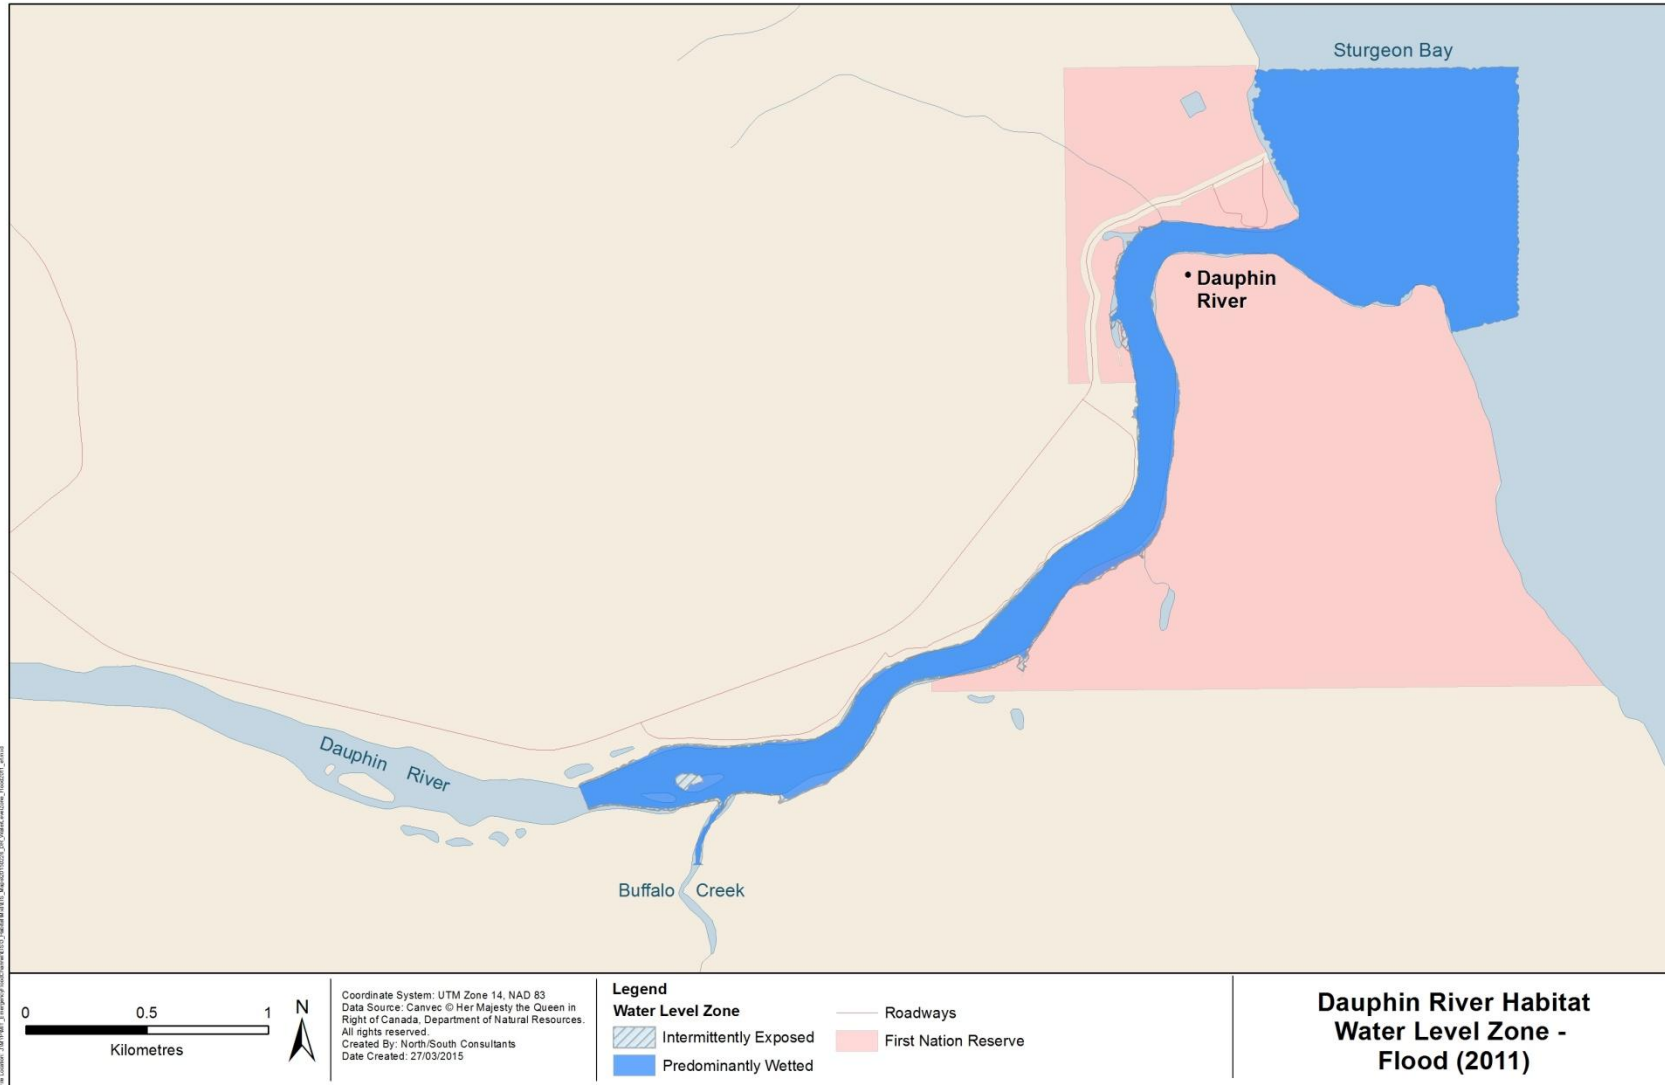 Sturgeon Bay
Dauphin
River
Dauphin River
Buffalo Creek
0 0.5 1
Kilometres
N
Coordinate System: UTM Zone 14, NAD 83
Data Source: Canvec © Her Majesty the Queen in
Right of Canada, Department of Natural Resources.
All rights reserved.
Created By: North/South Consultants
Date Created: 27/03/2015
Legend
Water Level Zone
Intermittently Exposed
Predominantly Wetted
Roadways
First Nation Reserve
Dauphin River Habitat
Water Level Zone -
Flood (2011)